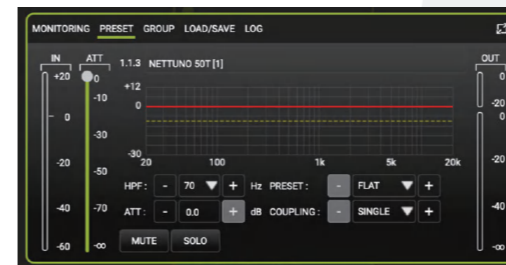 MONITORING PRESET GROUP LOAD/SAVE LOG
IN ATT 1.1.3 NETTUNO 50T [1] OUT
+20 0 +12 0
-10 0 -20
0 0
-30
-20 -50 -30 -20
20 100 1k 5k 20k
HPF: - 70 + Hz PRESET: - FLAT +
-40 -70 ATT: - 0.0 + dB COUPLING: - SINGLE + -40
-60 -∞ MUTE SOLO -∞